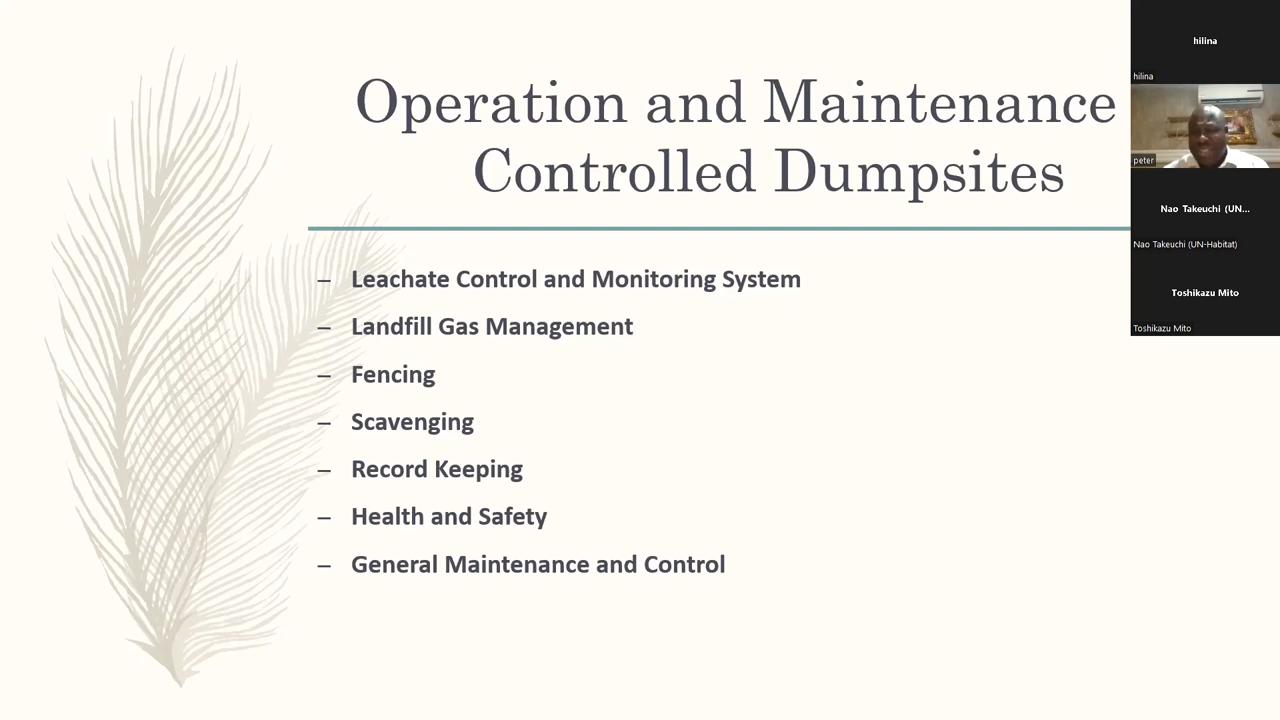 Operation and Maintenance
Controlled Dumpsites
– Leachate Control and Monitoring System
– Landfill Gas Management
– Fencing
– Scavenging
– Record Keeping
– Health and Safety
– General Maintenance and Control
hilina
hilina
peter
Nao Takeuchi (UN...
Nao Takeuchi (UN-Habitat)
Toshikazu Mito
Toshikazu Mito